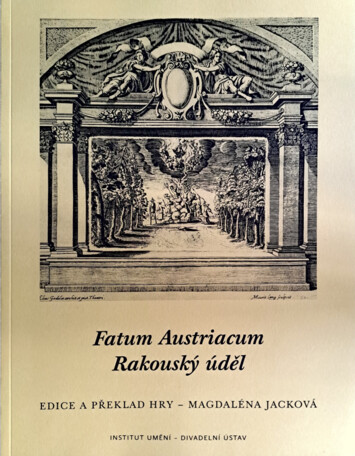 Fatum Austriacum
Rakouský úděl
EDICE A PŘEKLAD HRY – MAGDALÉNA JACKOVÁ
INSTITUT UMĚNÍ – DIVADELNÍ ÚSTAV